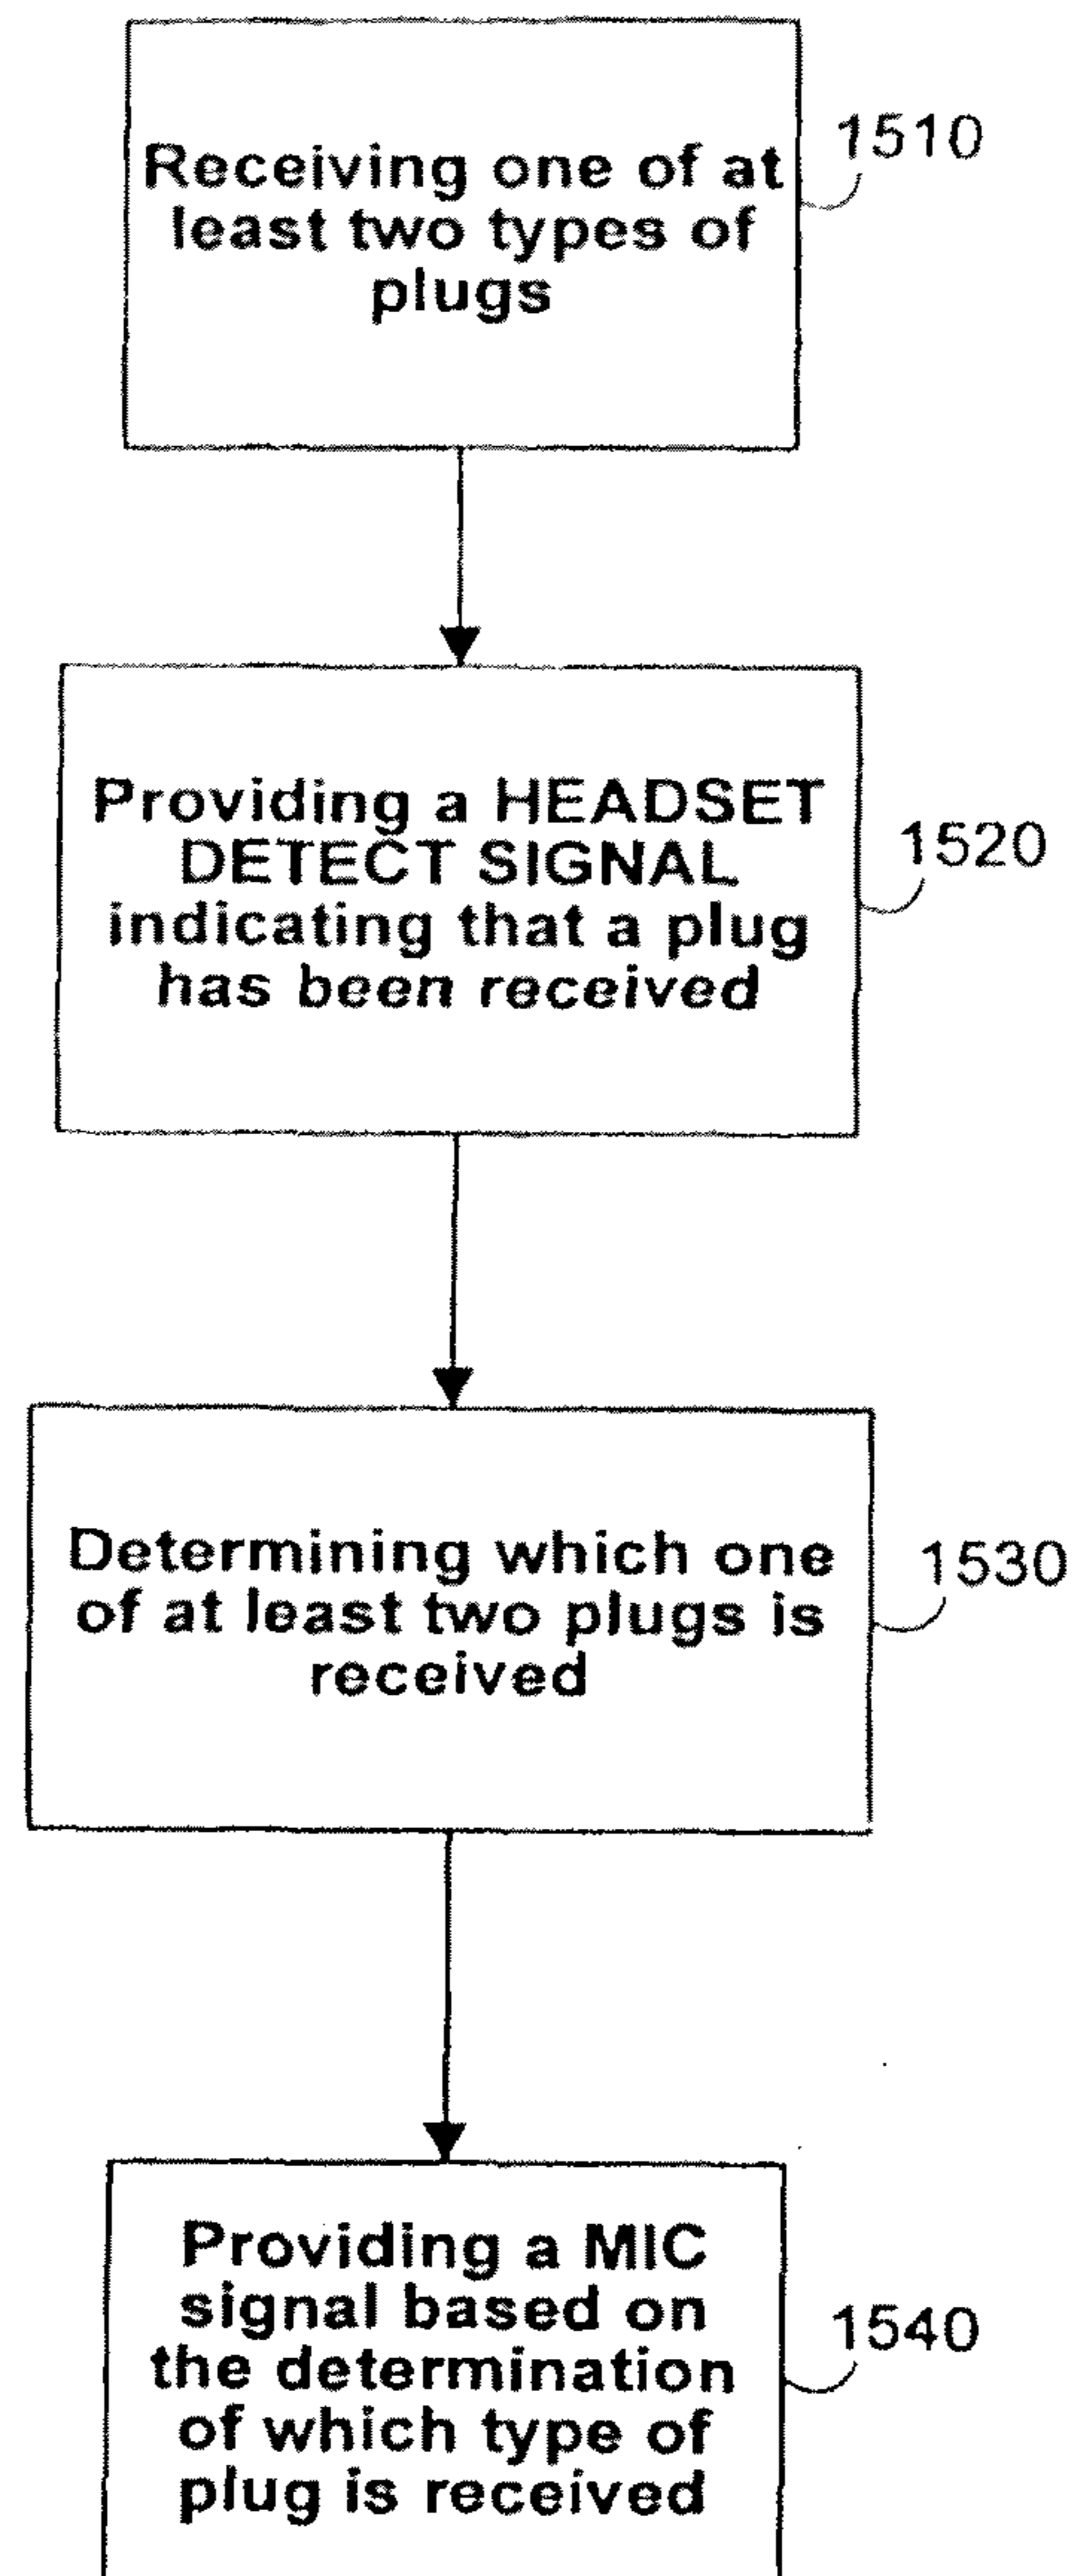 Receiving one of at
least two types of
plugs
1510
Providing a HEADSET
DETECT SIGNAL
indicating that a plug
has been received
1520
Determining which one
of at least two plugs is
received
1530
Providing a MIC
signal based on
the determination
of which type of
plug is received
1540